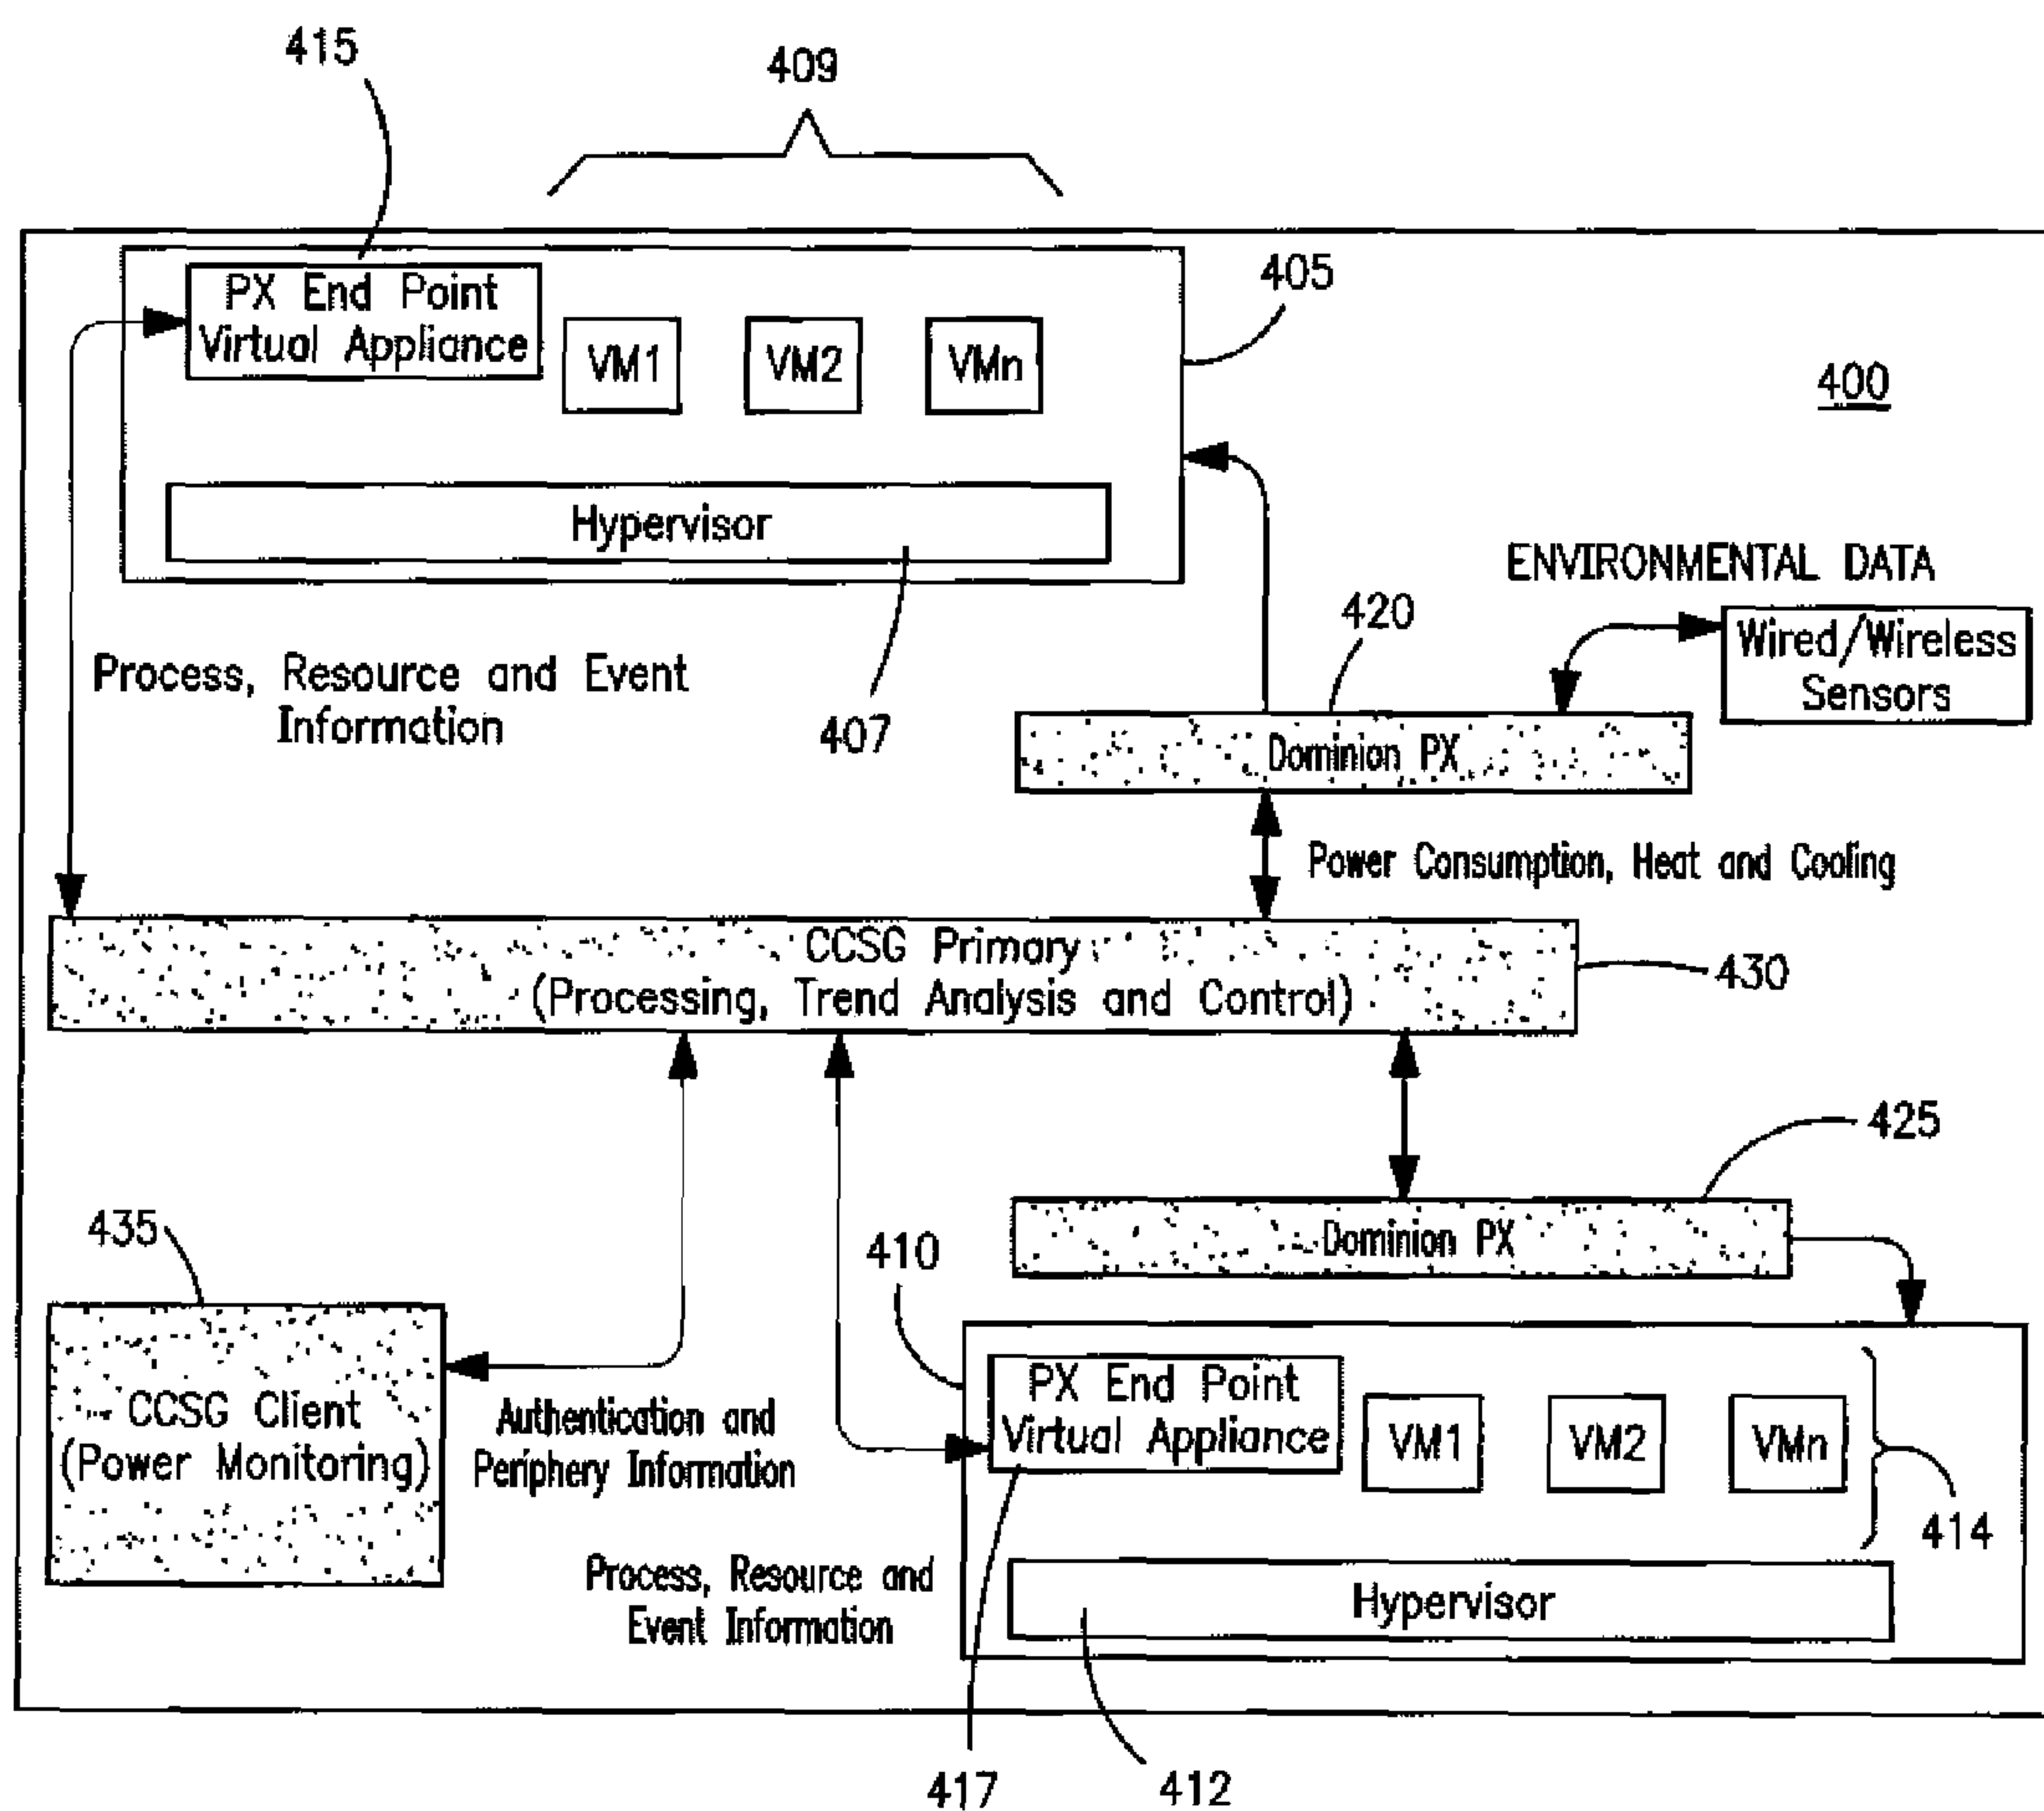 415
409
PX End Point
Virtual Appliance
VM1
VM2
VMn
405
400
Hypervisor
ENVIRONMENTAL DATA
Wired/Wireless
Sensors
420
Process, Resource and Event
Information
407
Dominion PX
Power Consumption, Heat and Cooling
CCSG Primary
(Processing, Trend Analysis and Control)
430
425
Dominion PX
435
410
CCSG Client
(Power Monitoring)
Authentication and
Periphery Information
PX End Point
Virtual Appliance
VM1
VM2
VMn
414
Process, Resource and
Event Information
Hypervisor
417
412